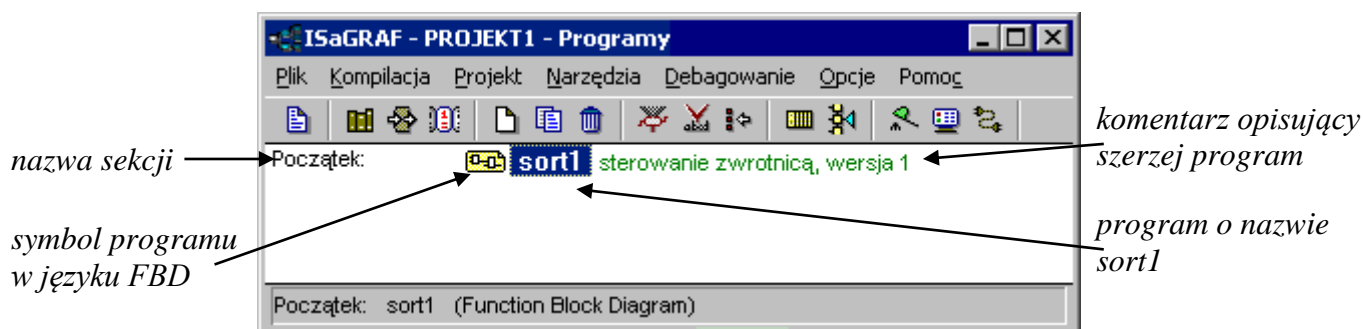 ISaGRAF - PROJEKT1 - Programy
Plik Kompilacja Projekt Narzędzia Debagowanie Opcje Pomoc
komentarz opisujący
szerzej program
nazwa sekcji
Początek: sort1 sterowanie zwrotnicą, wersja 1
symbol programu
w języku FBD
program o nazwie
sort1
Początek: sort1 (Function Block Diagram)